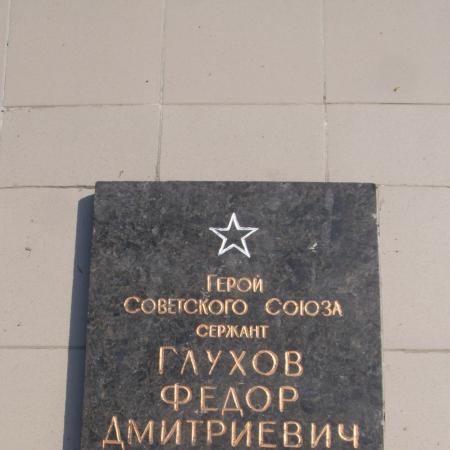 Герой
Советского Союза
сержант
ГЛУХОВ
ФЕДОР
ДМИТРИЕВИЧ